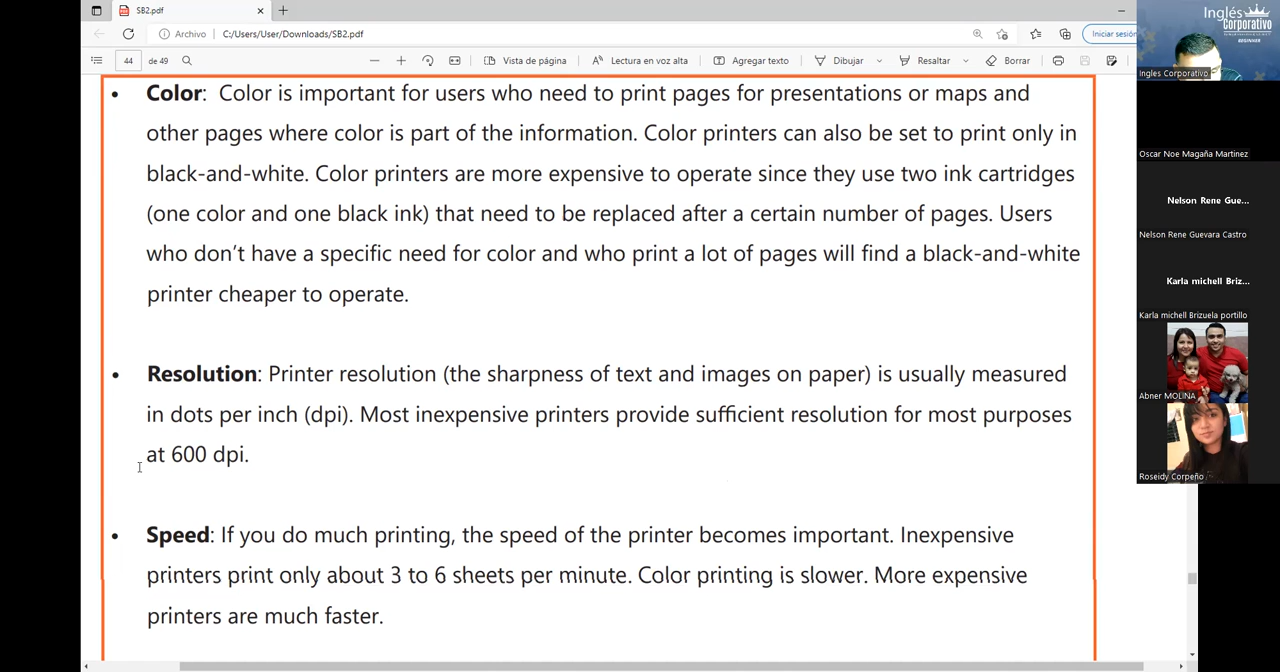 SB2.pdf
Archivo C:/Users/User/Downloads/SB2.pdf
Iniciar sesión
44 de 49
Vista de página
Lectura en voz alta
Agregar texto
Dibujar
Resaltar
Borrar
• Color: Color is important for users who need to print pages for presentations or maps and
other pages where color is part of the information. Color printers can also be set to print only in
black-and-white. Color printers are more expensive to operate since they use two ink cartridges
(one color and one black ink) that need to be replaced after a certain number of pages. Users
who don’t have a specific need for color and who print a lot of pages will find a black-and-white
printer cheaper to operate.
• Resolution: Printer resolution (the sharpness of text and images on paper) is usually measured
in dots per inch (dpi). Most inexpensive printers provide sufficient resolution for most purposes
at 600 dpi.
• Speed: If you do much printing, the speed of the printer becomes important. Inexpensive
printers print only about 3 to 6 sheets per minute. Color printing is slower. More expensive
printers are much faster.
Inglés
Corporativo
BEGINNER
Ingles Corporativo
Oscar Noe Magaña Martinez
Nelson Rene Gue...
Nelson Rene Guevara Castro
Karla michell Briz...
Karla michell Brizuela portillo
Abner MOLINA
Roseidy Corpeño